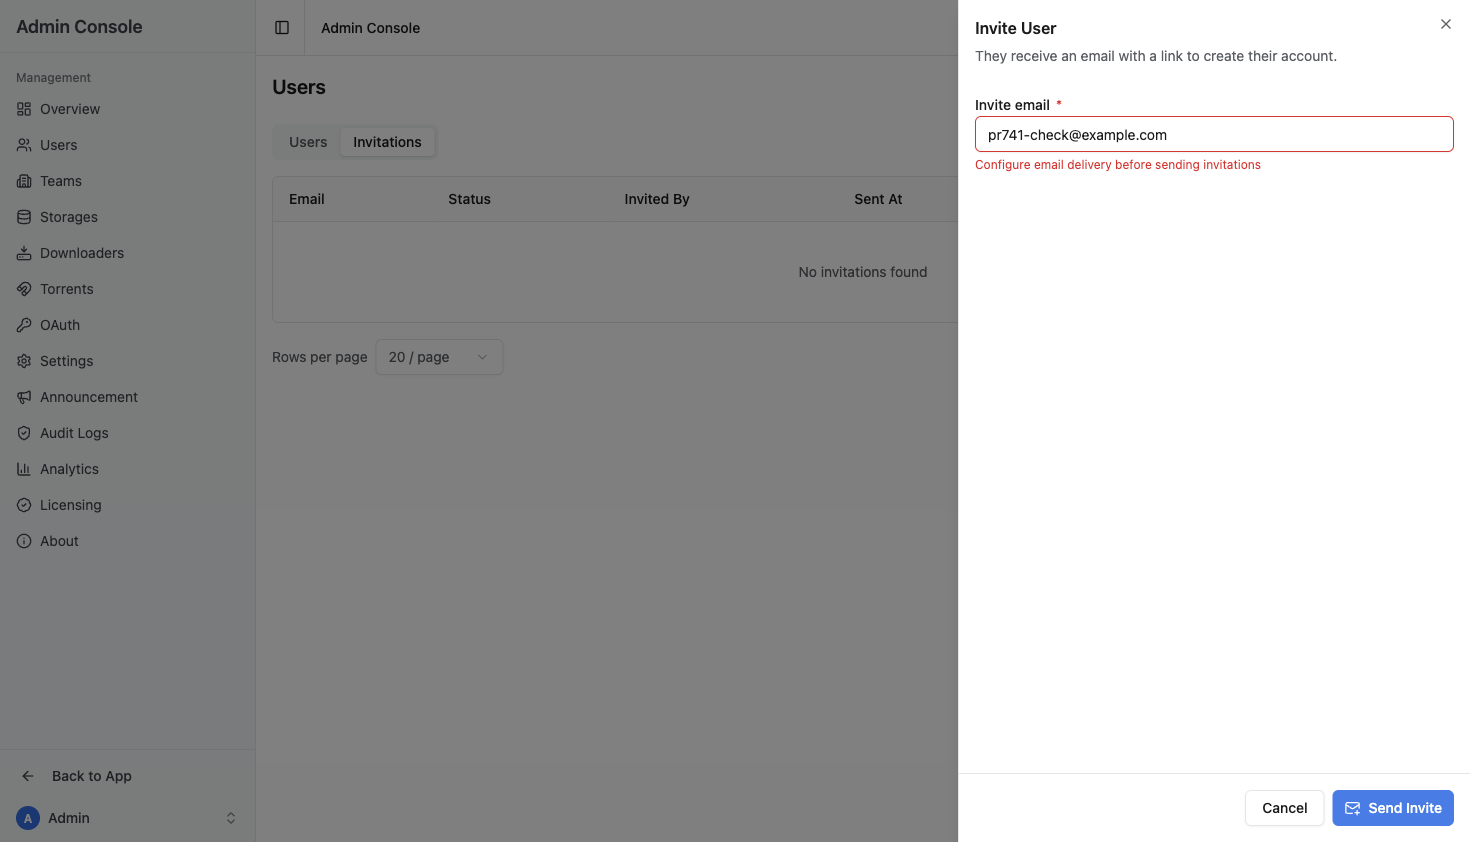 Admin Console
Management
Overview
Users
Teams
Storages
Downloaders
Torrents
OAuth
Settings
Announcement
Audit Logs
Analytics
Licensing
About
Back to App
A Admin
Admin Console
Users
Users Invitations
Email Status Invited By Sent At
No invitations found
Rows per page 20 / page
Invite User
They receive an email with a link to create their account.
Invite email *
pr741-check@example.com
Configure email delivery before sending invitations
Cancel Send Invite